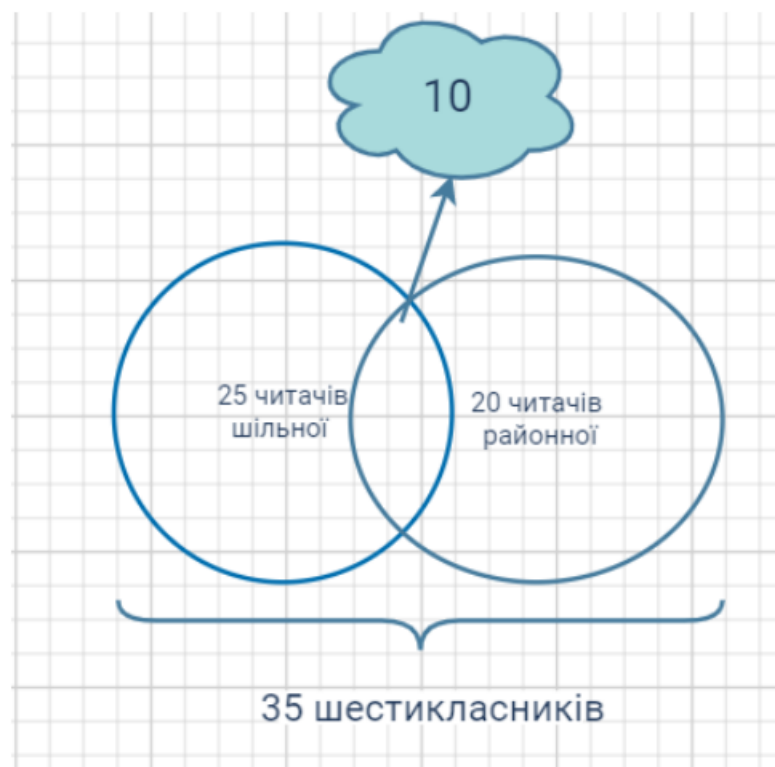 10
25 читачів
шільної
20 читачів
районної
35 шестикласників